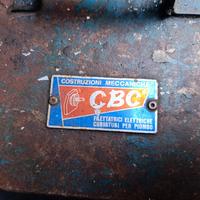 COSTRUZIONI MECCANICHE
CBC
FILETTATRICI ELETTRICHE
CURVATUBI PER PIOMBO